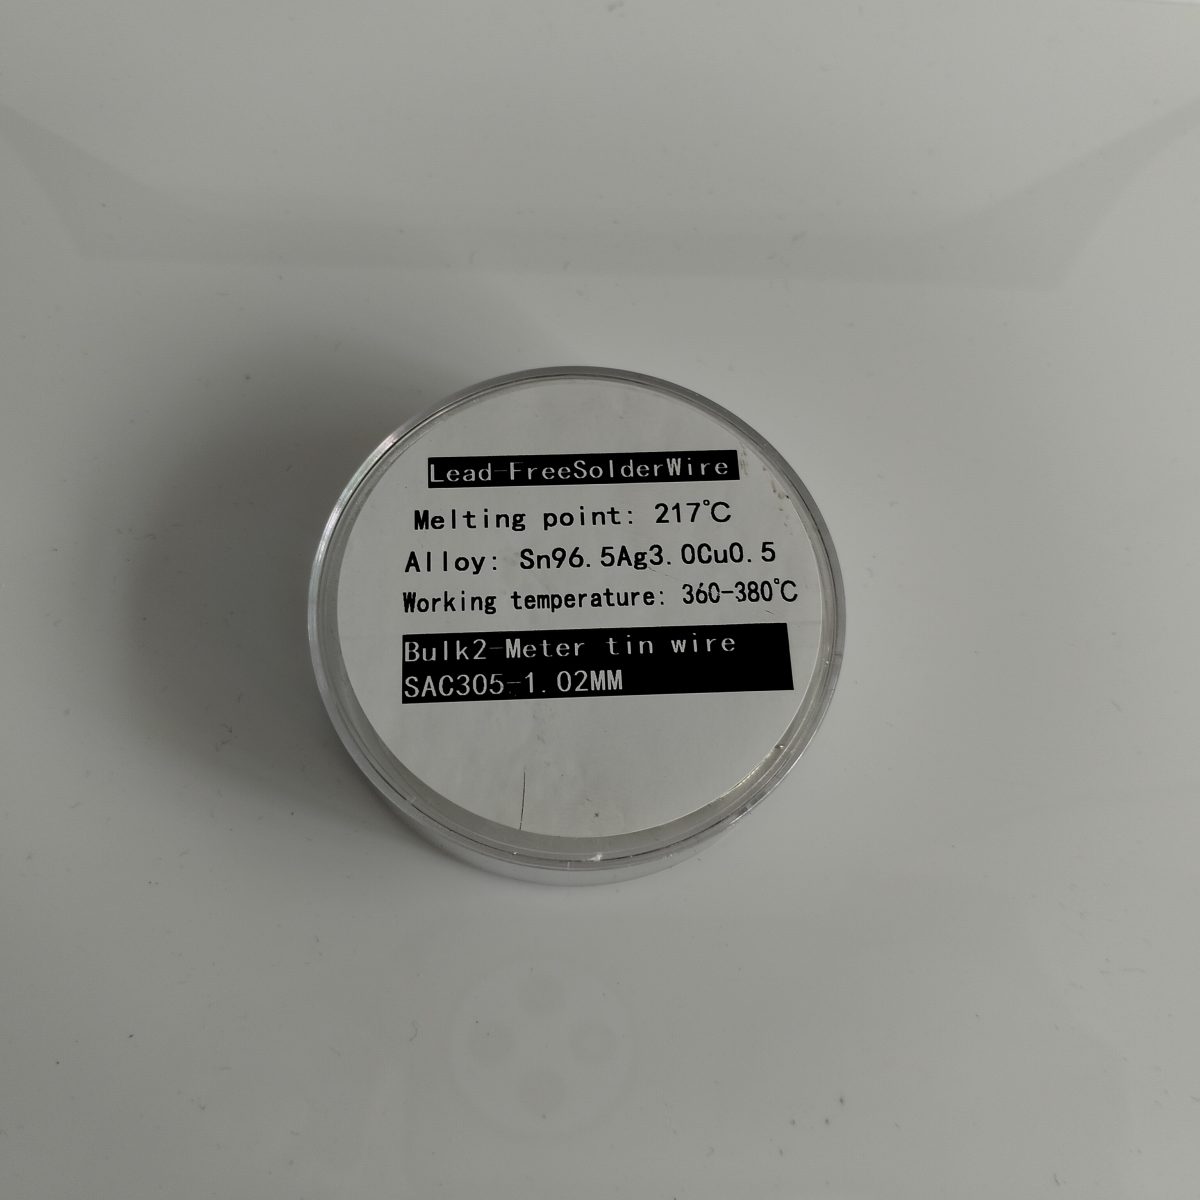 Lead-FreeSolderWire
Melting point: 217℃
Alloy: Sn96.5Ag3.0Cu0.5
Working temperature: 360-380℃
Bulk2-Meter tin wire
SAC305-1.02MM